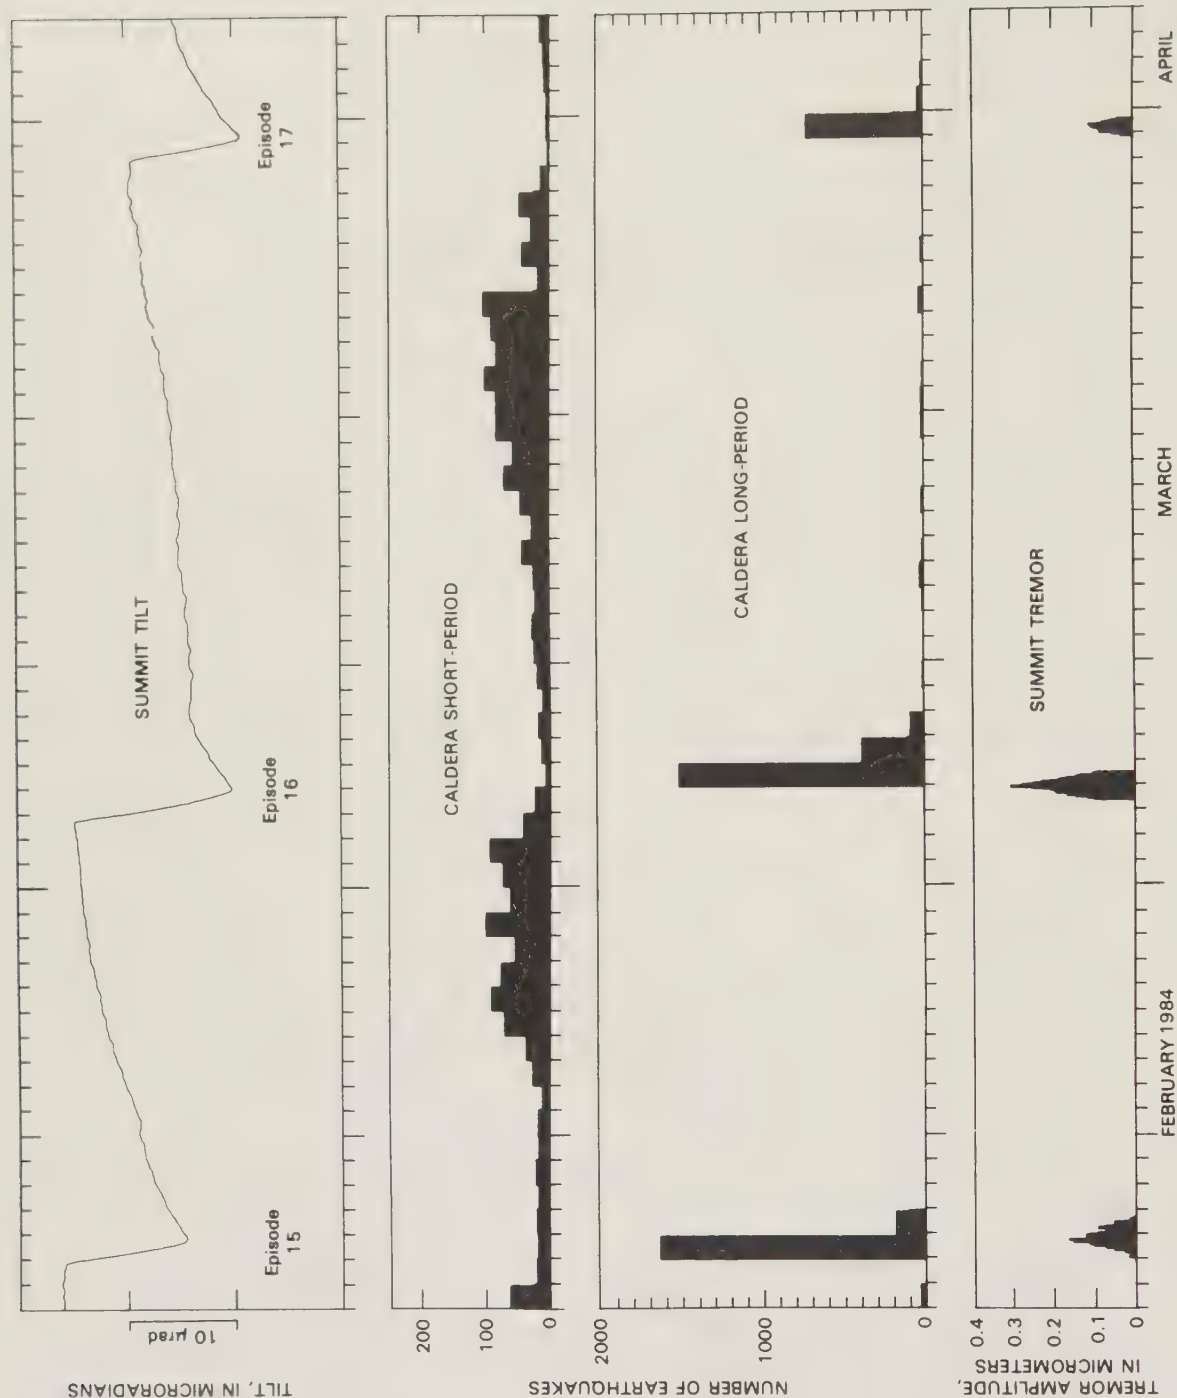 TILT, IN MICRORADIANS
10 µrad
SUMMIT TILT
Episode
15
Episode
16
Episode
17
NUMBER OF EARTHQUAKES
200
100
0
CALDERA SHORT-PERIOD
2000
1000
0
CALDERA LONG-PERIOD
TREMOR AMPLITUDE,
IN MICROMETERS
0.4
0.3
0.2
0.1
0
SUMMIT TREMOR
FEBRUARY 1984
MARCH
APRIL